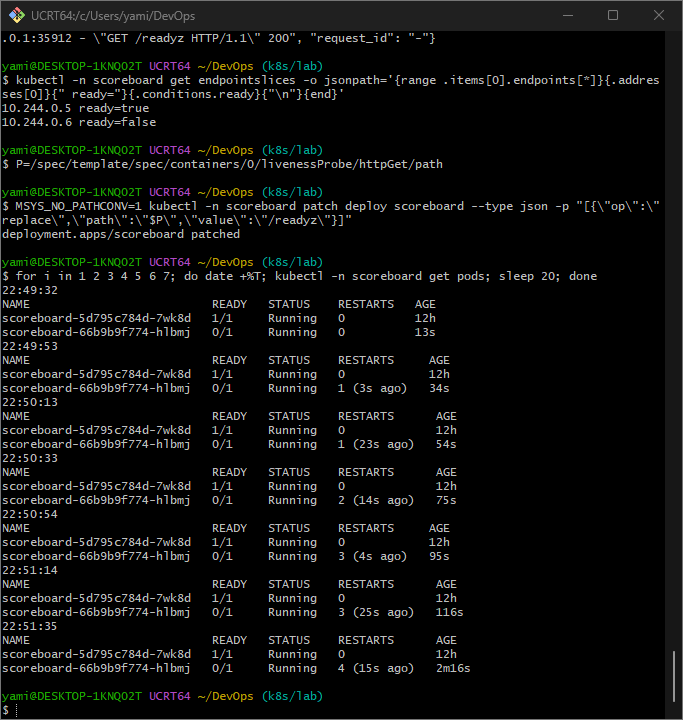 UCRT64:/c/Users/yami/DevOps
.0.1:35912 - \"GET /readyz HTTP/1.1\" 200", "request_id": "-"}
yami@DESKTOP-1KNQO2T UCRT64 ~/DevOps (k8s/lab)
$ kubectl -n scoreboard get endpointslices -o jsonpath='{range .items[0].endpoints[*]}{.addres
ses[0]}{" ready="}{.conditions.ready}{"\n"}{end}'
10.244.0.5 ready=true
10.244.0.6 ready=false
yami@DESKTOP-1KNQO2T UCRT64 ~/DevOps (k8s/lab)
$ P=/spec/template/spec/containers/0/livenessProbe/httpGet/path
yami@DESKTOP-1KNQO2T UCRT64 ~/DevOps (k8s/lab)
$ MSYS_NO_PATHCONV=1 kubectl -n scoreboard patch deploy scoreboard --type json -p "[{\"op\":\"
replace\",\"path\":\"$P\",\"value\":\"/readyz\"}]"
deployment.apps/scoreboard patched
yami@DESKTOP-1KNQO2T UCRT64 ~/DevOps (k8s/lab)
$ for i in 1 2 3 4 5 6 7; do date +%T; kubectl -n scoreboard get pods; sleep 20; done
22:49:32
NAME READY STATUS RESTARTS AGE
scoreboard-5d795c784d-7wk8d 1/1 Running 0 12h
scoreboard-66b9b9f774-hlbmj 0/1 Running 0 13s
22:49:53
NAME READY STATUS RESTARTS AGE
scoreboard-5d795c784d-7wk8d 1/1 Running 0 12h
scoreboard-66b9b9f774-hlbmj 0/1 Running 1 (3s ago) 34s
22:50:13
NAME READY STATUS RESTARTS AGE
scoreboard-5d795c784d-7wk8d 1/1 Running 0 12h
scoreboard-66b9b9f774-hlbmj 0/1 Running 1 (23s ago) 54s
22:50:33
NAME READY STATUS RESTARTS AGE
scoreboard-5d795c784d-7wk8d 1/1 Running 0 12h
scoreboard-66b9b9f774-hlbmj 0/1 Running 2 (14s ago) 75s
22:50:54
NAME READY STATUS RESTARTS AGE
scoreboard-5d795c784d-7wk8d 1/1 Running 0 12h
scoreboard-66b9b9f774-hlbmj 0/1 Running 3 (4s ago) 95s
22:51:14
NAME READY STATUS RESTARTS AGE
scoreboard-5d795c784d-7wk8d 1/1 Running 0 12h
scoreboard-66b9b9f774-hlbmj 0/1 Running 3 (25s ago) 116s
22:51:35
NAME READY STATUS RESTARTS AGE
scoreboard-5d795c784d-7wk8d 1/1 Running 0 12h
scoreboard-66b9b9f774-hlbmj 0/1 Running 4 (15s ago) 2m16s
yami@DESKTOP-1KNQO2T UCRT64 ~/DevOps (k8s/lab)
$